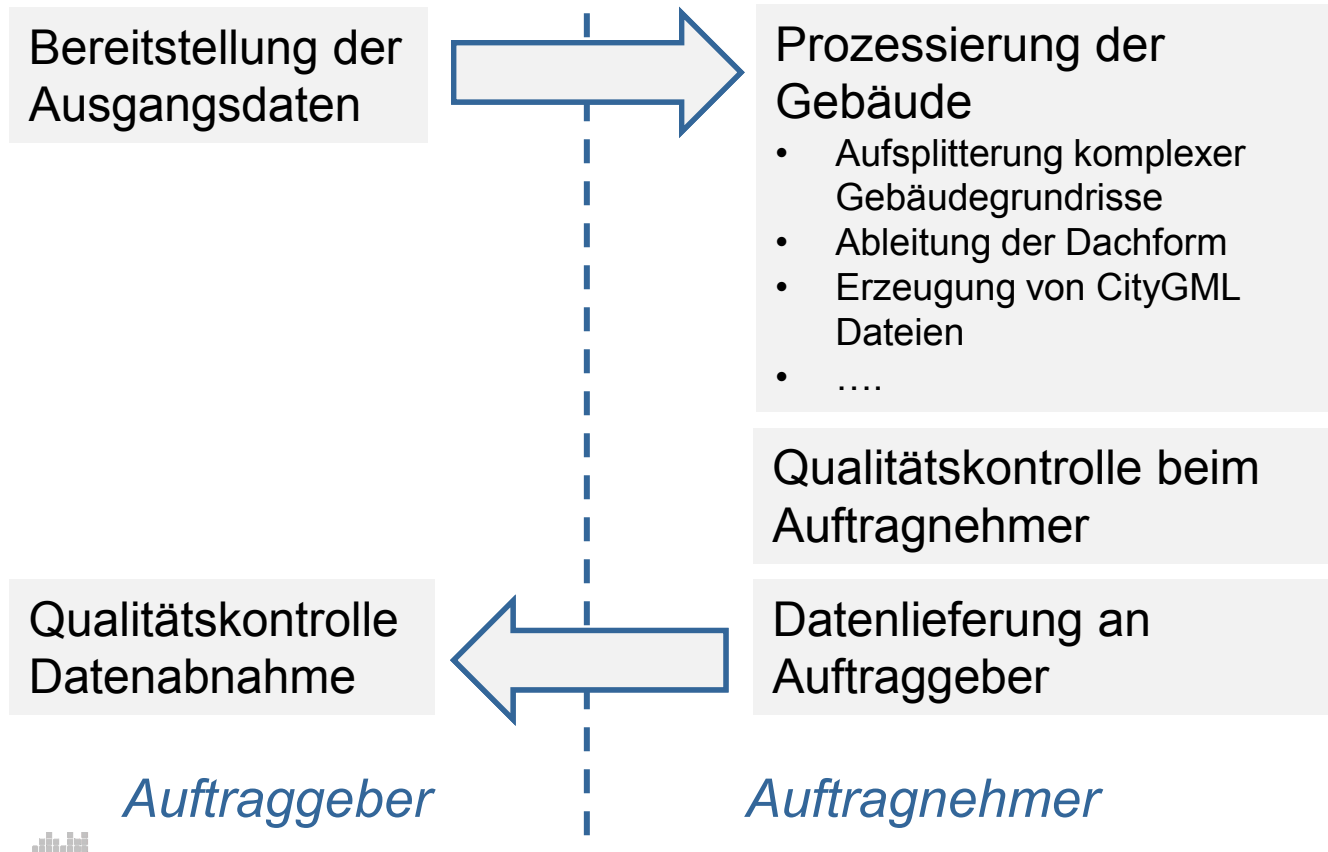 Bereitstellung der
Ausgangsdaten
Prozessierung der
Gebäude
• Aufsplitterung komplexer
Gebäudegrundrisse
• Ableitung der Dachform
• Erzeugung von CityGML
Dateien
• ….
Qualitätskontrolle beim
Auftragnehmer
Qualitätskontrolle
Datenabnahme
Datenlieferung an
Auftraggeber
Auftraggeber
Auftragnehmer